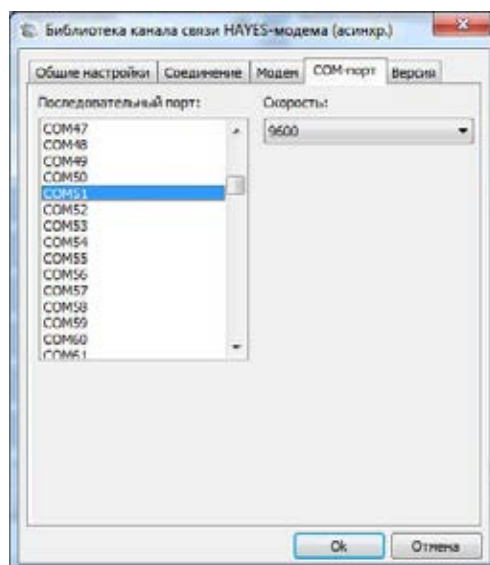 Библиотека канала связи HAYES-модема (асинхр.)
Общие настройки Соединение Модем COM-порт Версия
Последовательный порт: Скорость:
COM47 9600
COM48
COM49
COM50
COM51
COM52
COM53
COM54
COM55
COM56
COM57
COM58
COM59
COM60
COM61
Ok Отмена